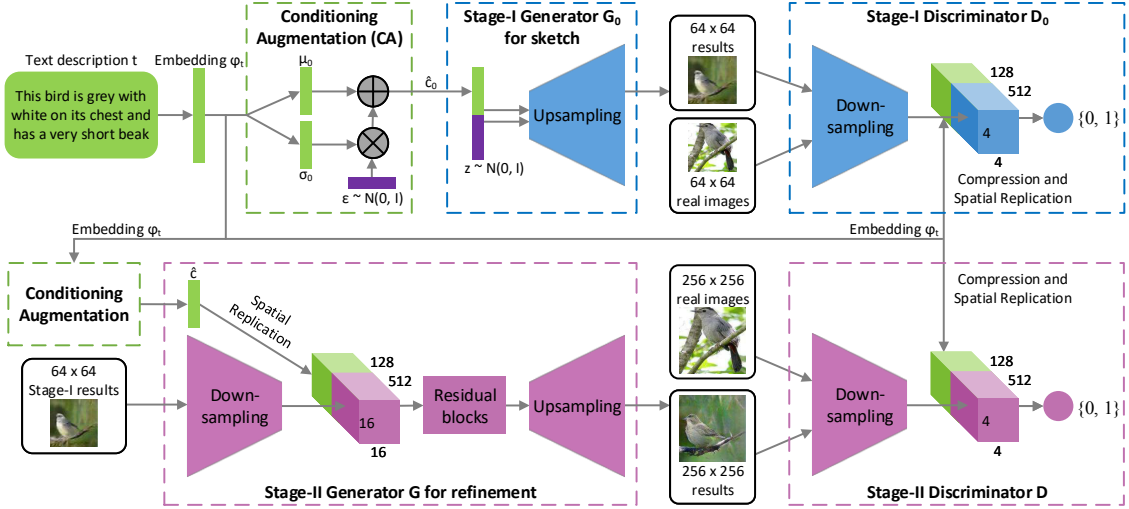 Conditioning
Augmentation (CA)
Stage-I Generator G₀
for sketch
Stage-I Discriminator D₀
Text description t
Embedding φₜ
This bird is grey with
white on its chest and
has a very short beak
μ₀
σ₀
ε ~ N(0, I)
ĉ₀
z ~ N(0, I)
Upsampling
64 x 64
results
64 x 64
real images
Down-
sampling
128
512
4
4
{0, 1}
Compression and
Spatial Replication
Embedding φₜ
Embedding φₜ
Conditioning
Augmentation
ĉ
Spatial
Replication
64 x 64
Stage-I results
Down-
sampling
128
512
16
16
Residual
blocks
Upsampling
Stage-II Generator G for refinement
256 x 256
real images
256 x 256
results
Compression and
Spatial Replication
Down-
sampling
128
512
4
4
{0, 1}
Stage-II Discriminator D